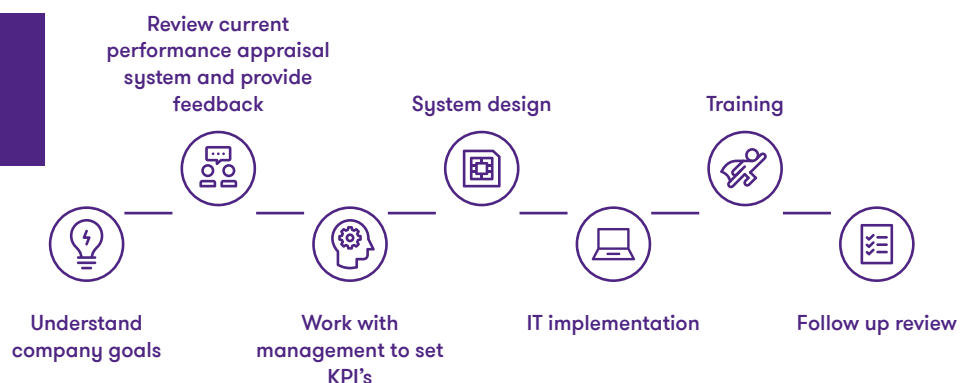 Review current
performance appraisal
system and provide
feedback
System design
Training
Understand
company goals
Work with
management to set
KPI's
IT implementation
Follow up review